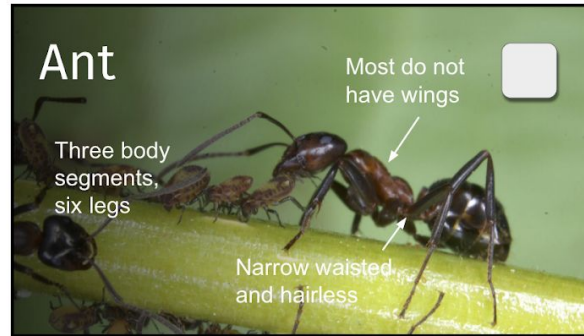 Ant
Most do not
have wings
Three body
segments,
six legs
Narrow waisted
and hairless